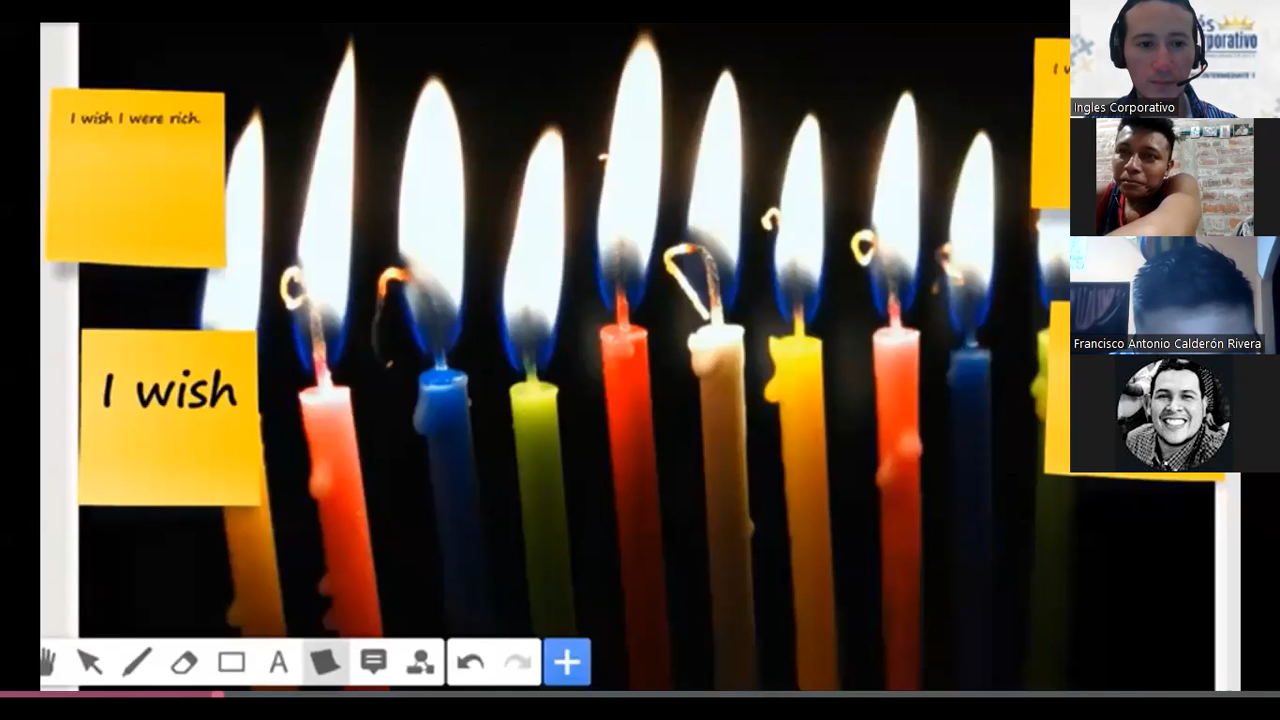 I wish I were rich.
I wish
I
Ingles Corporativo
Francisco Antonio Calderón Rivera
A